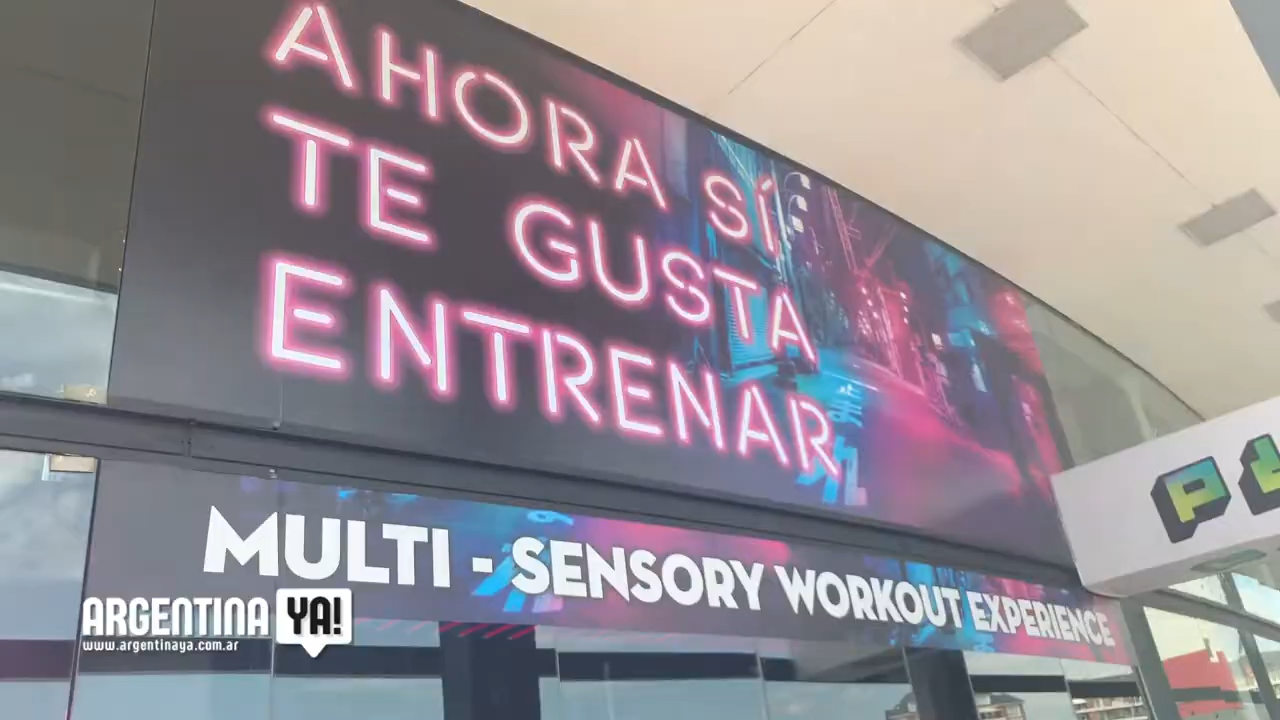 AHORA SÍ
TE GUSTA
ENTRENAR
MULTI - SENSORY WORKOUT EXPERIENCE
ARGENTINA YA!
www.argentinaya.com.ar